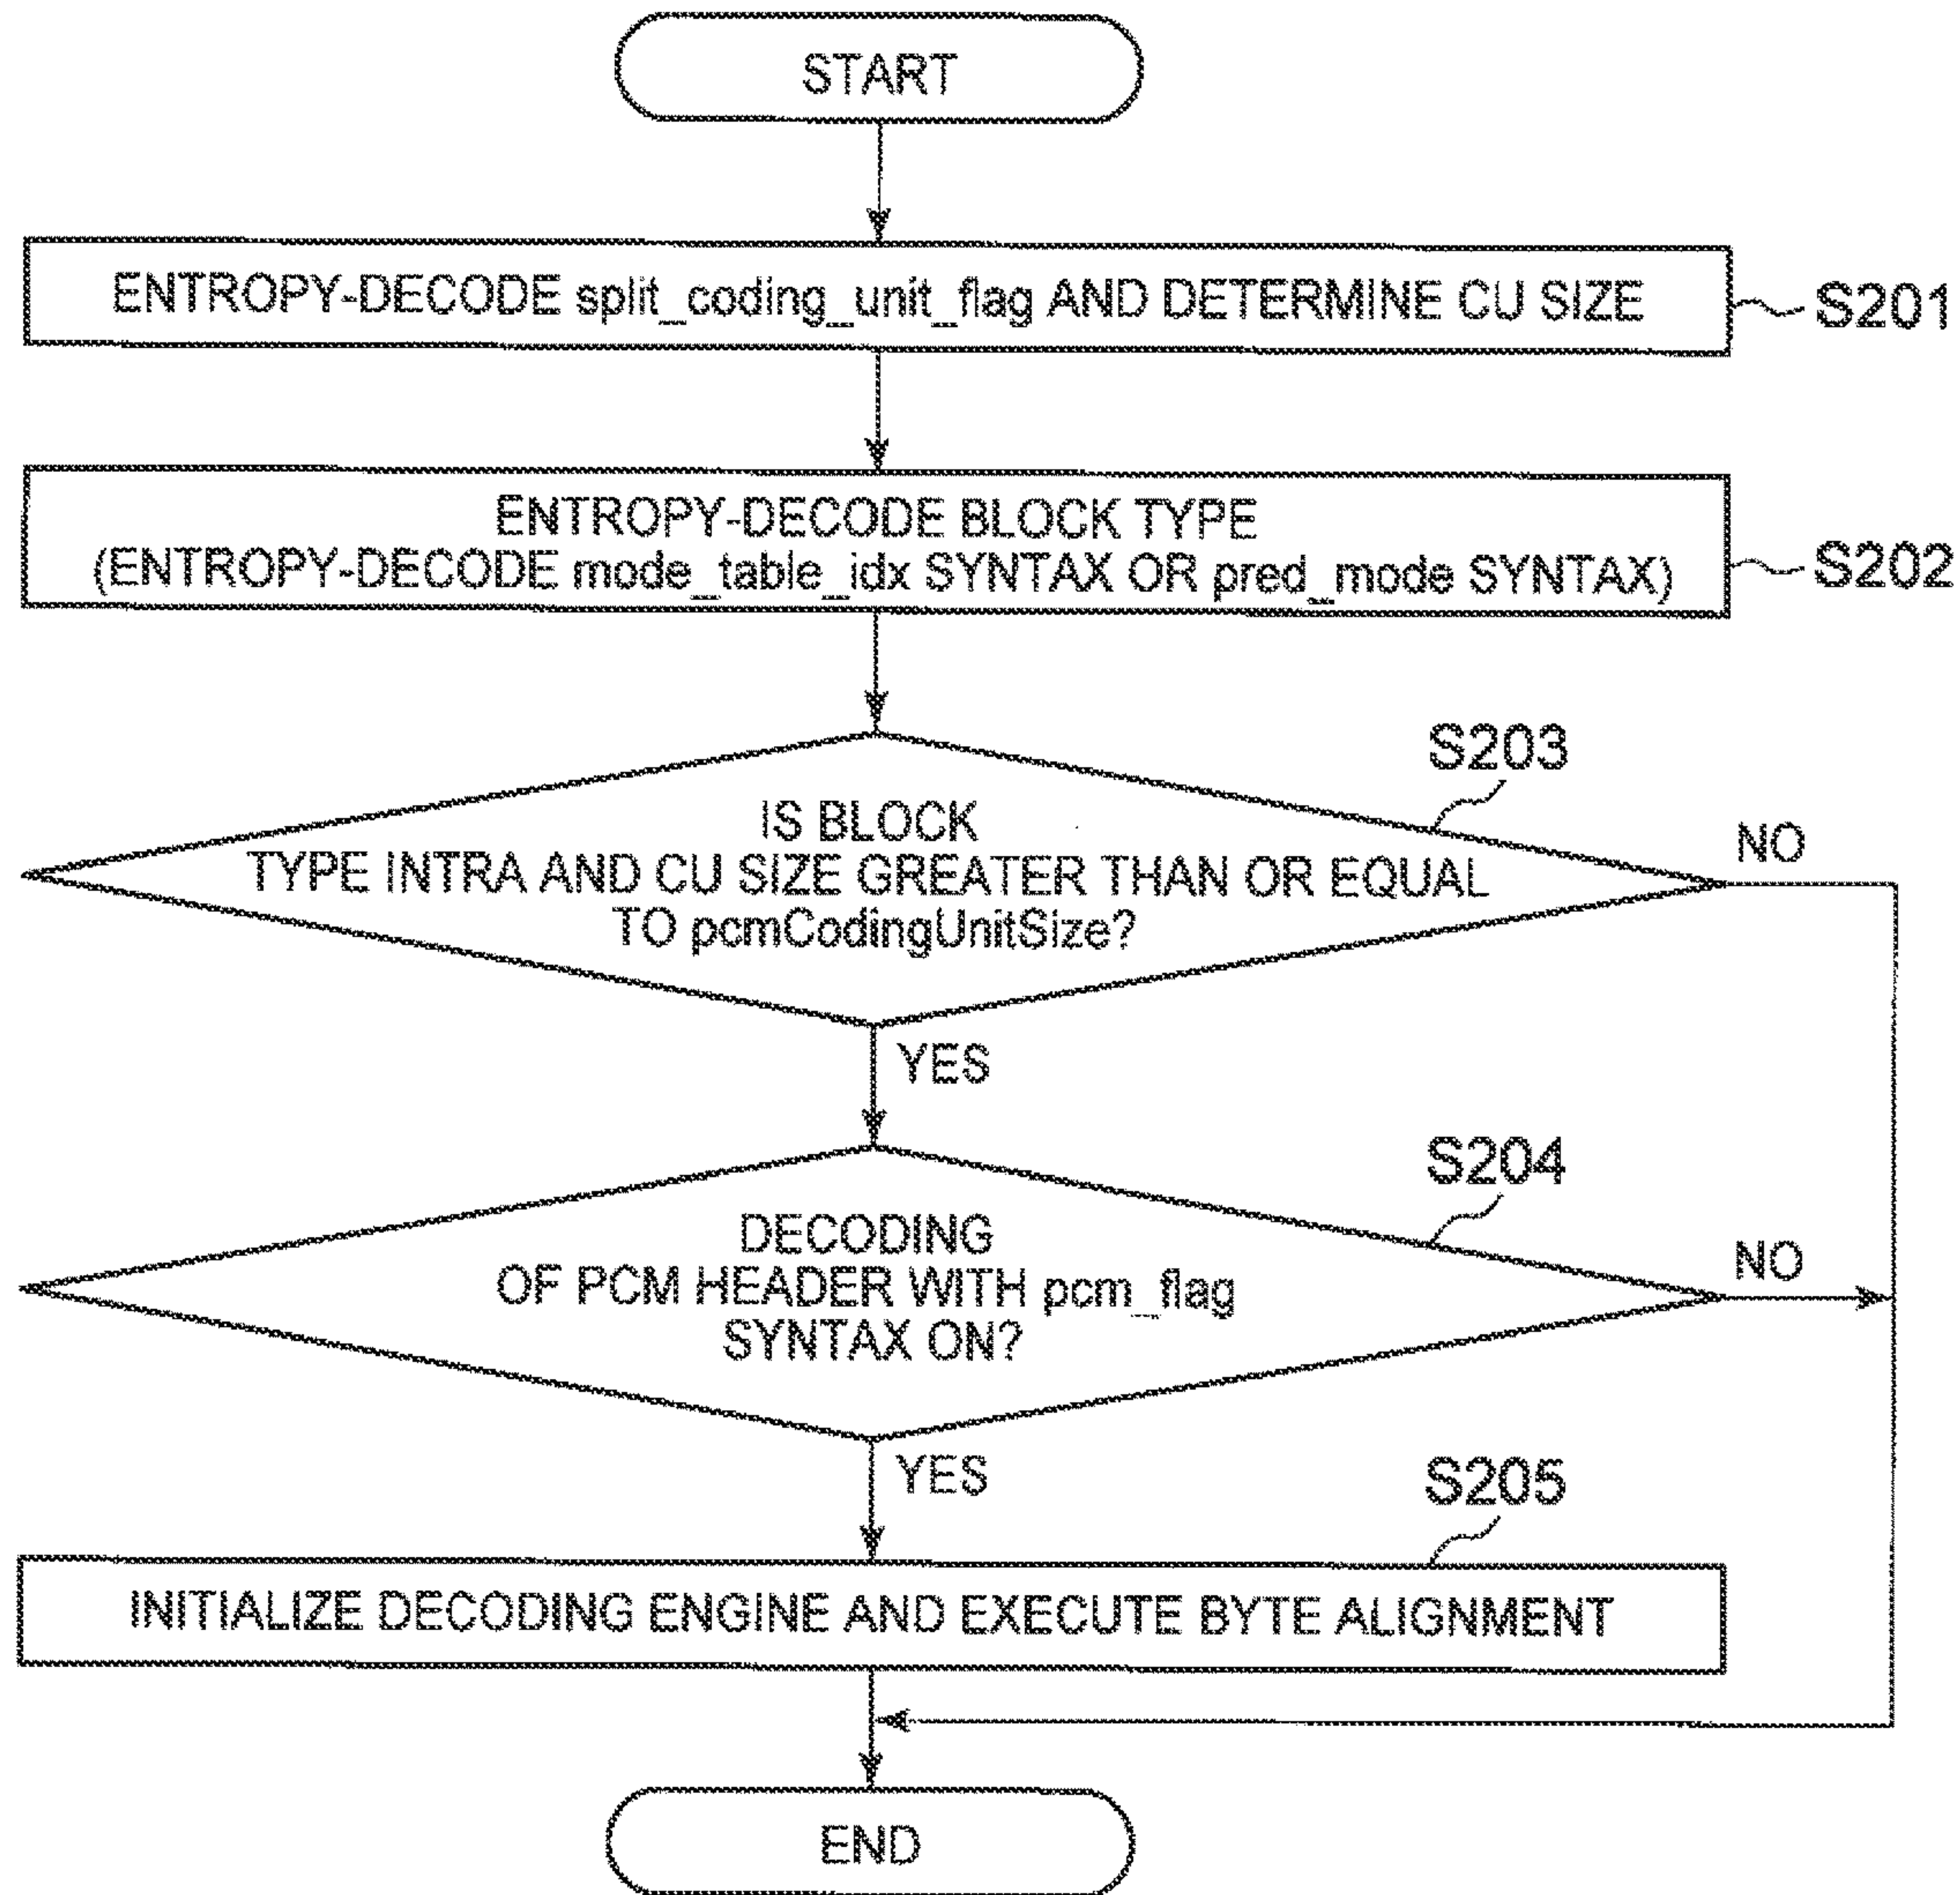 START
ENTROPY-DECODE split_coding_unit_flag AND DETERMINE CU SIZE
S201
ENTROPY-DECODE BLOCK TYPE
(ENTROPY-DECODE mode_table_idx SYNTAX OR pred_mode SYNTAX)
S202
S203
IS BLOCK
TYPE INTRA AND CU SIZE GREATER THAN OR EQUAL
TO pcmCodingUnitSize?
NO
YES
S204
DECODING
OF PCM HEADER WITH pcm_flag
SYNTAX ON?
NO
YES
S205
INITIALIZE DECODING ENGINE AND EXECUTE BYTE ALIGNMENT
END